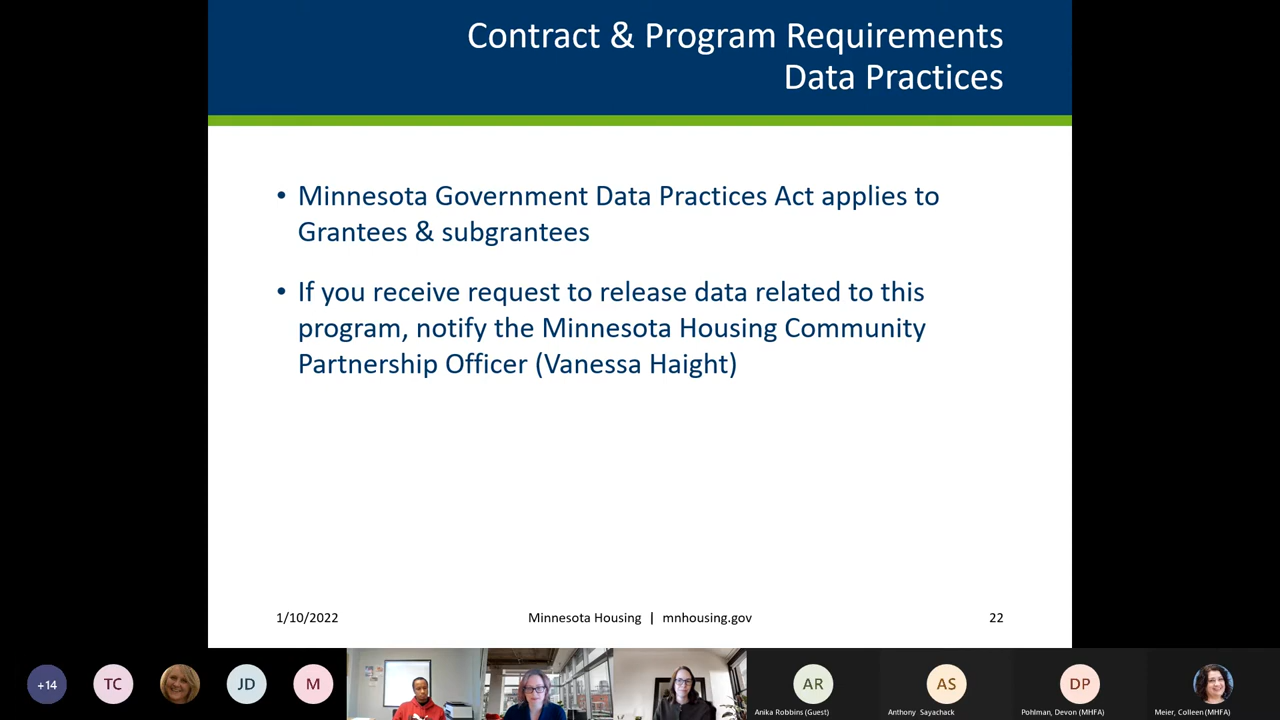 Contract & Program Requirements
Data Practices
• Minnesota Government Data Practices Act applies to
Grantees & subgrantees
• If you receive request to release data related to this
program, notify the Minnesota Housing Community
Partnership Officer (Vanessa Haight)
1/10/2022
Minnesota Housing | mnhousing.gov
22
+14
TC
JD
M
AR
Anika Robbins (Guest)
AS
Anthony Sayachack
DP
Pohlman, Devon (MHFA)
Meier, Colleen (MHFA)